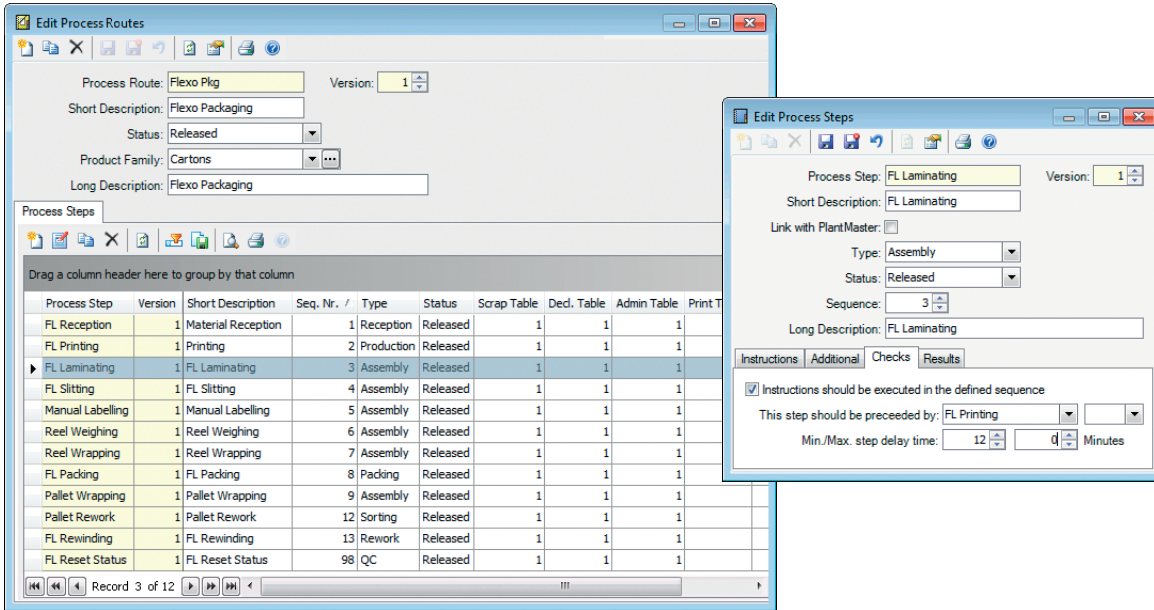 Edit Process Routes
Process Route: Flexo Pkg Version: 1
Short Description: Flexo Packaging
Status: Released
Product Family: Cartons ...
Long Description: Flexo Packaging
Process Steps
Drag a column header here to group by that column
Process Step Version Short Description Seq. Nr. / Type Status Scrap Table Decl. Table Admin Table Print T
FL Reception 1 Material Reception 1 Reception Released 1 1 1
FL Printing 1 Printing 2 Production Released 1 1 1
FL Laminating 1 FL Laminating 3 Assembly Released 1 1 1
FL Slitting 1 FL Slitting 4 Assembly Released 1 1 1
Manual Labelling 1 Manual Labelling 5 Assembly Released 1 1 1
Reel Weighing 1 Reel Weighing 6 Assembly Released 1 1 1
Reel Wrapping 1 Reel Wrapping 7 Assembly Released 1 1 1
FL Packing 1 FL Packing 8 Packing Released 1 1 1
Pallet Wrapping 1 Pallet Wrapping 9 Assembly Released 1 1 1
Pallet Rework 1 Pallet Rework 12 Sorting Released 1 1 1
FL Rewinding 1 FL Rewinding 13 Rework Released 1 1 1
FL Reset Status 1 FL Reset Status 98 QC Released 1 1 1
Record 3 of 12
Edit Process Steps
Process Step: FL Laminating Version: 1
Short Description: FL Laminating
Link with PlantMaster:
Type: Assembly
Status: Released
Sequence: 3
Long Description: FL Laminating
Instructions Additional Checks Results
Instructions should be executed in the defined sequence
This step should be preceeded by: FL Printing
Min./Max. step delay time: 12 0 Minutes